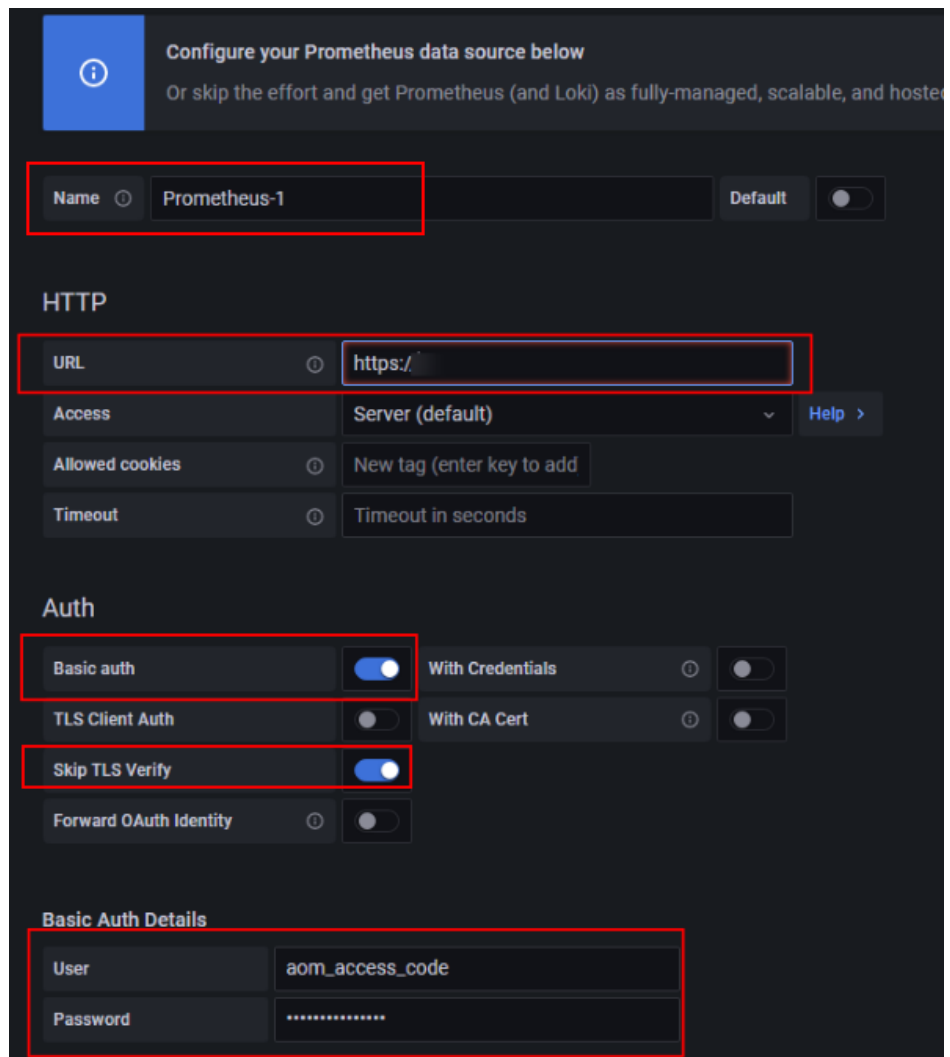 Configure your Prometheus data source below
Or skip the effort and get Prometheus (and Loki) as fully-managed, scalable, and hosted
Name Prometheus-1 Default
HTTP
URL https:/
Access Server (default) Help >
Allowed cookies New tag (enter key to add
Timeout Timeout in seconds
Auth
Basic auth With Credentials
TLS Client Auth With CA Cert
Skip TLS Verify
Forward OAuth Identity
Basic Auth Details
User aom_access_code
Password •••••••••••••••